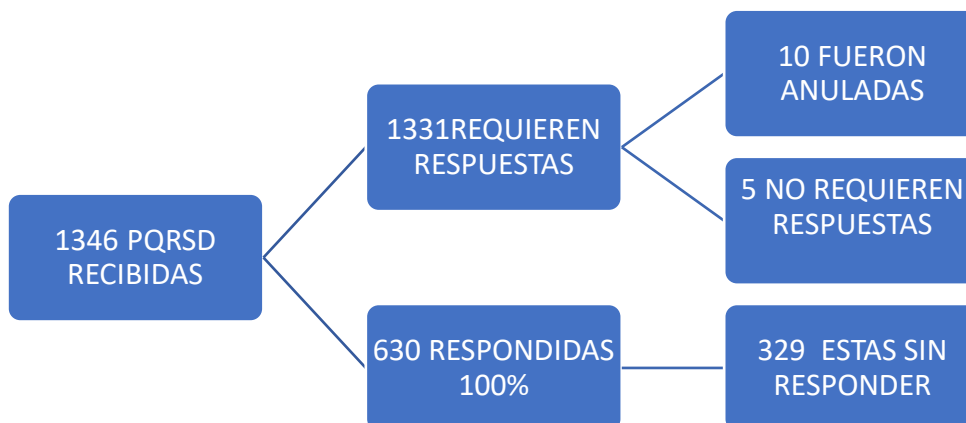 1346 PQRSD
RECIBIDAS
1331REQUIEREN
RESPUESTAS
10 FUERON
ANULADAS
5 NO REQUIEREN
RESPUESTAS
630 RESPONDIDAS
100%
329 ESTAS SIN
RESPONDER